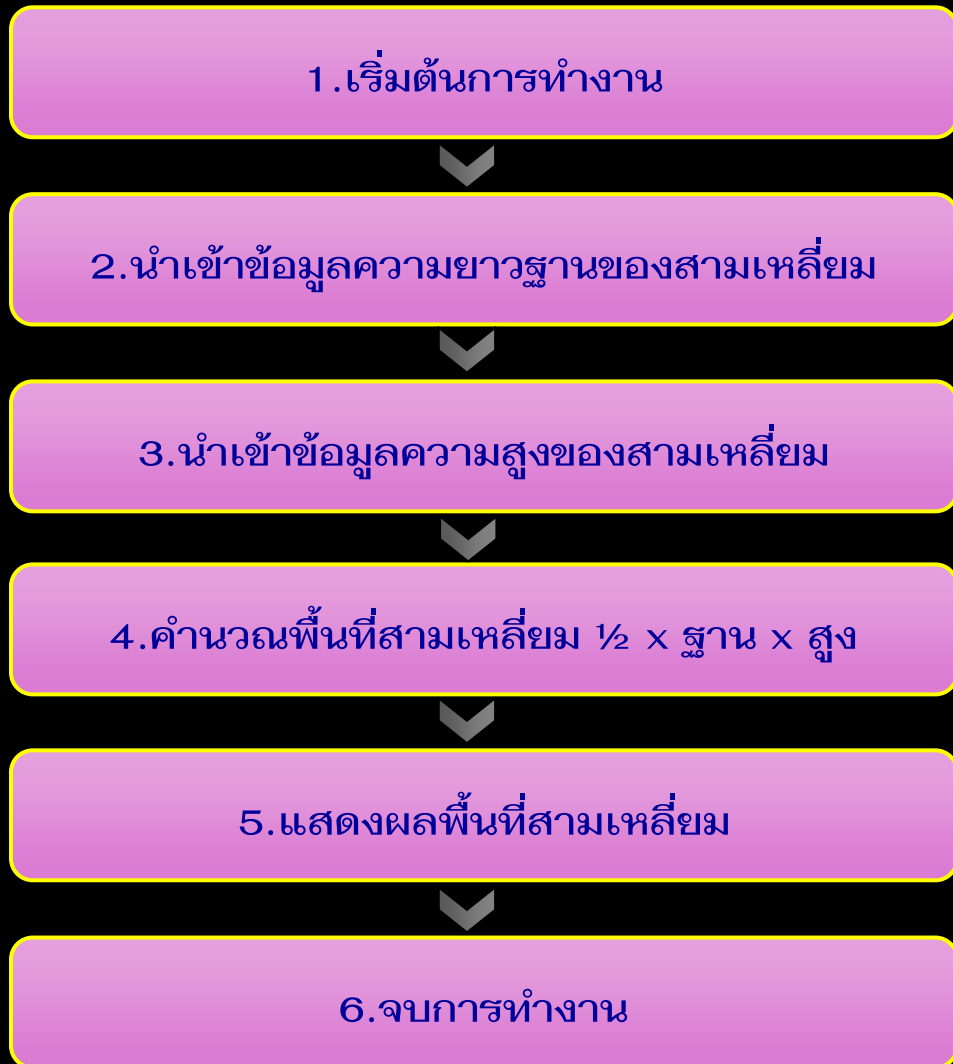 1.เริ่มต้นการทำงาน
2.นำเข้าข้อมูลความยาวฐานของสามเหลี่ยม
3.นำเข้าข้อมูลความสูงของสามเหลี่ยม
4.คำนวณพื้นที่สามเหลี่ยม ½ x ฐาน x สูง
5.แสดงผลพื้นที่สามเหลี่ยม
6.จบการทำงาน